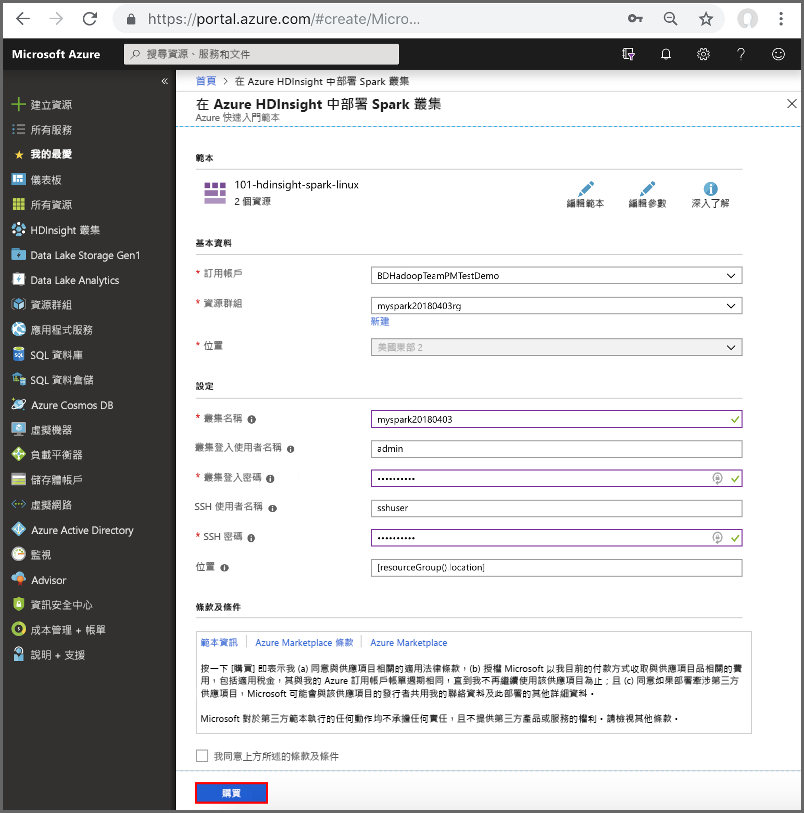 https://portal.azure.com/#create/Micro...
Microsoft Azure
搜尋資源、服務和文件
首頁 > 在 Azure HDInsight 中部署 Spark 叢集
在 Azure HDInsight 中部署 Spark 叢集
Azure 快速入門範本
建立資源
所有服務
我的最愛
儀表板
所有資源
HDInsight 叢集
Data Lake Storage Gen1
Data Lake Analytics
資源群組
應用程式服務
SQL 資料庫
SQL 資料倉儲
Azure Cosmos DB
虛擬機器
負載平衡器
儲存體帳戶
虛擬網路
Azure Active Directory
監視
Advisor
資訊安全中心
成本管理 + 帳單
說明 + 支援
範本
101-hdinsight-spark-linux
2 個資源
編輯範本
編輯參數
深入了解
基本資料
* 訂用帳戶
BDHadoopTeamPMTestDemo
* 資源群組
myspark20180403rg
新建
* 位置
美國東部 2
設定
* 叢集名稱
myspark20180403
叢集登入使用者名稱
admin
* 叢集登入密碼
••••••••••
SSH 使用者名稱
sshuser
* SSH 密碼
••••••••••
位置
[resourceGroup().location]
條款及條件
範本資訊 | Azure Marketplace 條款 | Azure Marketplace
按一下 [購買] 即表示我 (a) 同意與供應項目相關的適用法律條款，(b) 授權 Microsoft 以我目前的付款方式收取與供應項目品相關的費
用，包括適用稅金，其與我的 Azure 訂用帳戶帳單週期相同，直到我不再繼續使用該供應項目為止；且 (c) 同意如果部署牽涉第三方
供應項目，Microsoft 可能會與該供應項目的發行者共用我的聯絡資料及此部署的其他詳細資料。
Microsoft 對於第三方範本執行的任何動作均不承擔任何責任，且不提供第三方產品或服務的權利。請檢視其他條款。
我同意上方所述的條款及條件
購買